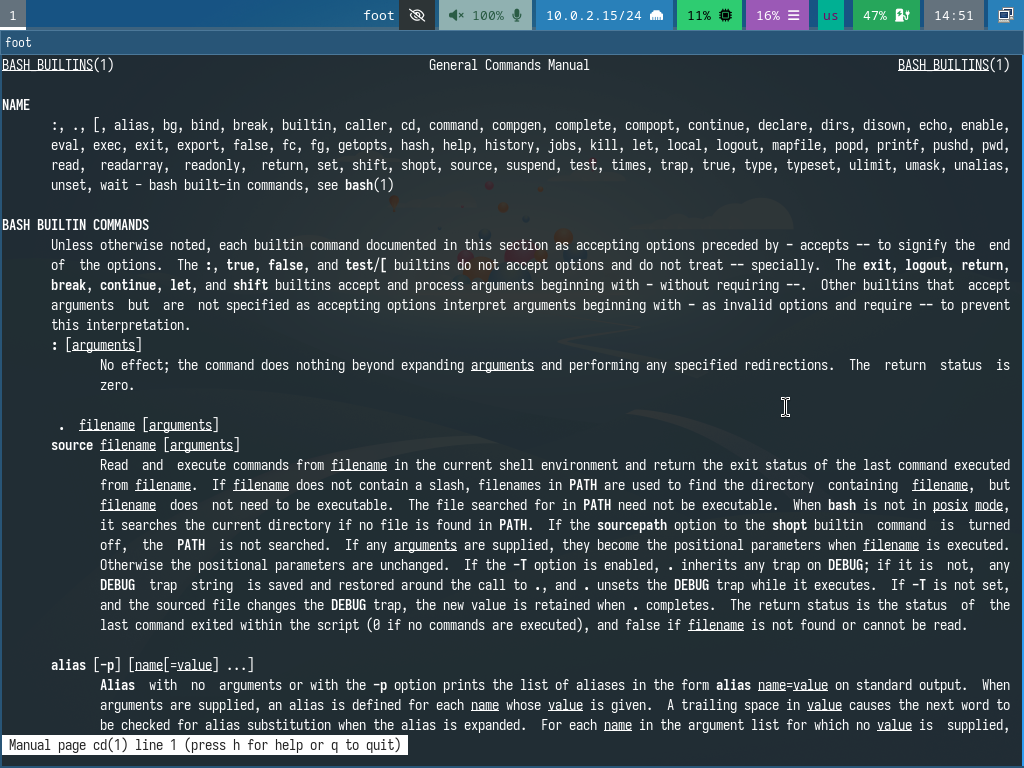 1 foot 100% 10.0.2.15/24 11% 16% us 47% 14:51
foot
BASH_BUILTINS(1) General Commands Manual BASH_BUILTINS(1)
NAME
:, ., [, alias, bg, bind, break, builtin, caller, cd, command, compgen, complete, compopt, continue, declare, dirs, disown, echo, enable,
eval, exec, exit, export, false, fc, fg, getopts, hash, help, history, jobs, kill, let, local, logout, mapfile, popd, printf, pushd, pwd,
read, readarray, readonly, return, set, shift, shopt, source, suspend, test, times, trap, true, type, typeset, ulimit, umask, unalias,
unset, wait - bash built-in commands, see bash(1)
BASH BUILTIN COMMANDS
Unless otherwise noted, each builtin command documented in this section as accepting options preceded by - accepts -- to signify the end
of the options. The :, true, false, and test/[ builtins do not accept options and do not treat -- specially. The exit, logout, return,
break, continue, let, and shift builtins accept and process arguments beginning with - without requiring --. Other builtins that accept
arguments but are not specified as accepting options interpret arguments beginning with - as invalid options and require -- to prevent
this interpretation.
: [arguments]
No effect; the command does nothing beyond expanding arguments and performing any specified redirections. The return status is
zero.
. filename [arguments]
source filename [arguments]
Read and execute commands from filename in the current shell environment and return the exit status of the last command executed
from filename. If filename does not contain a slash, filenames in PATH are used to find the directory containing filename, but
filename does not need to be executable. The file searched for in PATH need not be executable. When bash is not in posix mode,
it searches the current directory if no file is found in PATH. If the sourcepath option to the shopt builtin command is turned
off, the PATH is not searched. If any arguments are supplied, they become the positional parameters when filename is executed.
Otherwise the positional parameters are unchanged. If the -T option is enabled, . inherits any trap on DEBUG; if it is not, any
DEBUG trap string is saved and restored around the call to ., and . unsets the DEBUG trap while it executes. If -T is not set,
and the sourced file changes the DEBUG trap, the new value is retained when . completes. The return status is the status of the
last command exited within the script (0 if no commands are executed), and false if filename is not found or cannot be read.
alias [-p] [name[=value] ...]
Alias with no arguments or with the -p option prints the list of aliases in the form alias name=value on standard output. When
arguments are supplied, an alias is defined for each name whose value is given. A trailing space in value causes the next word to
be checked for alias substitution when the alias is expanded. For each name in the argument list for which no value is supplied,
Manual page cd(1) line 1 (press h for help or q to quit)